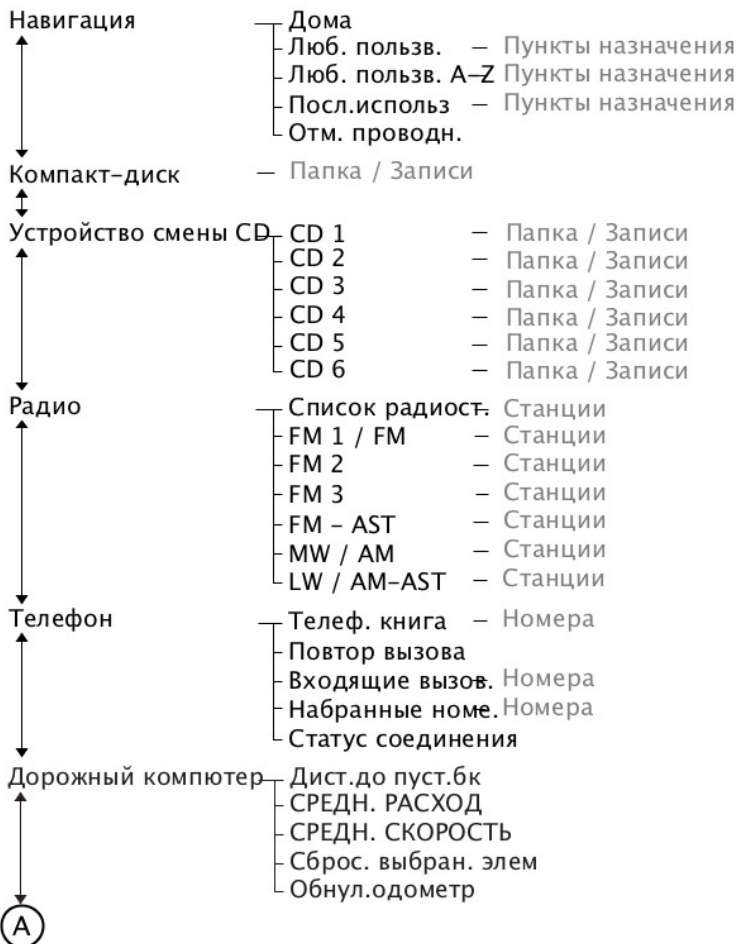 Навигация Дома
Люб. пользв. – Пункты назначения
Люб. пользв. A–Z Пункты назначения
Посл.использ – Пункты назначения
Отм. проводн.
Компакт–диск – Папка / Записи
Устройство смены CD CD 1 – Папка / Записи
CD 2 – Папка / Записи
CD 3 – Папка / Записи
CD 4 – Папка / Записи
CD 5 – Папка / Записи
CD 6 – Папка / Записи
Радио Список радиост. – Станции
FM 1 / FM – Станции
FM 2 – Станции
FM 3 – Станции
FM – AST – Станции
MW / AM – Станции
LW / AM–AST – Станции
Телефон Телеф. книга – Номера
Повтор вызова
Входящие вызов. – Номера
Набранные номе. – Номера
Статус соединения
Дорожный компютер Дист.до пуст.бк
СРЕДН. РАСХОД
СРЕДН. СКОРОСТЬ
Сброс. выбран. элем
Обнул.одометр
A